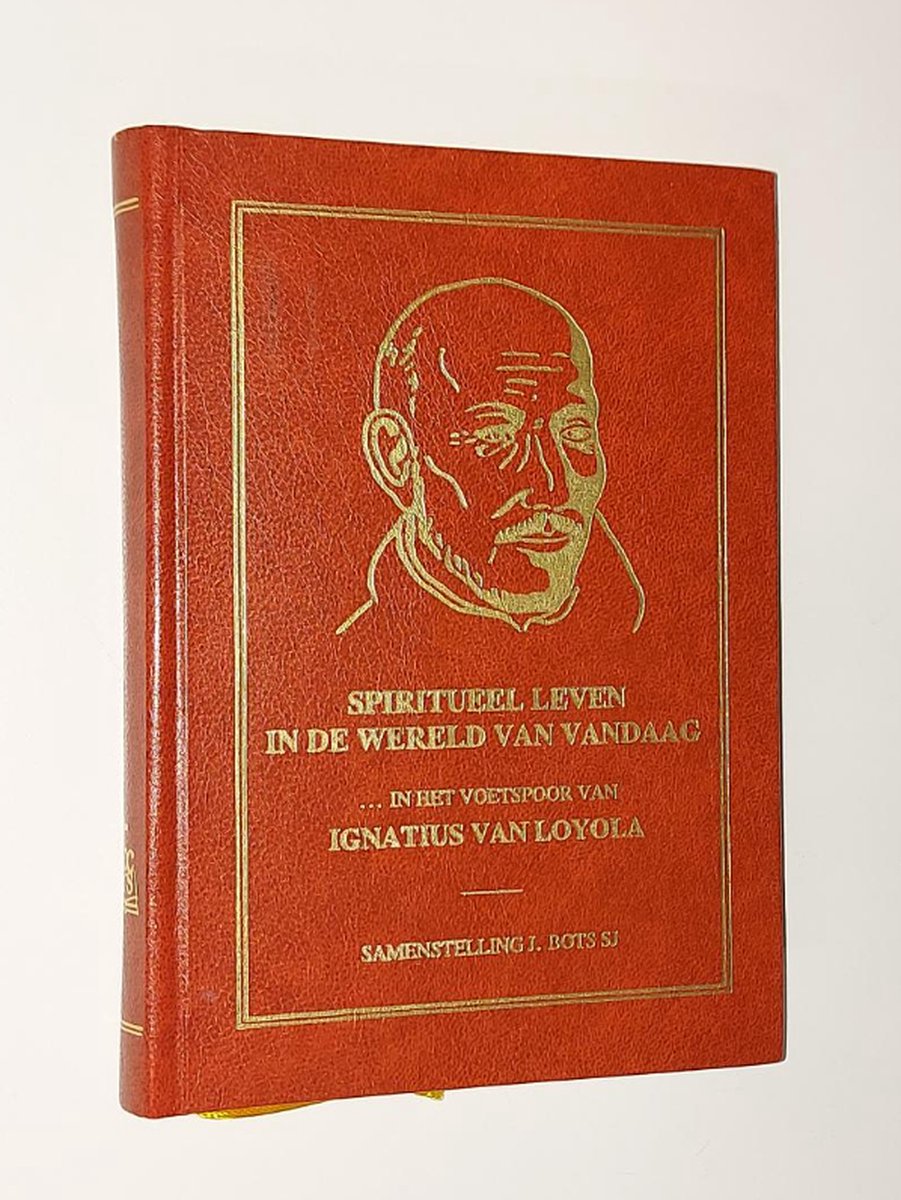 SPIRITUEEL LEVEN
IN DE WERELD VAN VANDAAG
... IN HET VOETSPOOR VAN
IGNATIUS VAN LOYOLA
SAMENSTELLING J. BOTS SJ